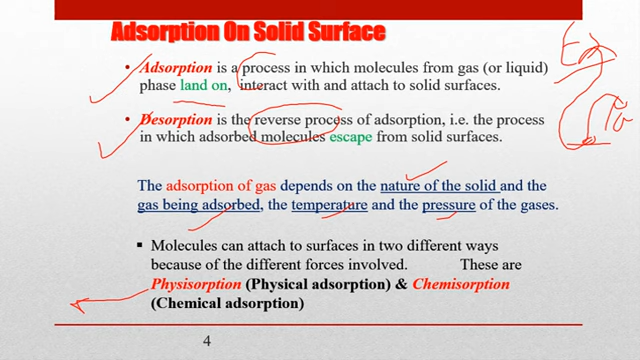 Adsorption On Solid Surface
• Adsorption is a process in which molecules from gas (or liquid)
phase land on, interact with and attach to solid surfaces.
• Desorption is the reverse process of adsorption, i.e. the process
in which adsorbed molecules escape from solid surfaces.
The adsorption of gas depends on the nature of the solid and the
gas being adsorbed, the temperature and the pressure of the gases.
▪ Molecules can attach to surfaces in two different ways
because of the different forces involved. These are
Physisorption (Physical adsorption) & Chemisorption
(Chemical adsorption)
4